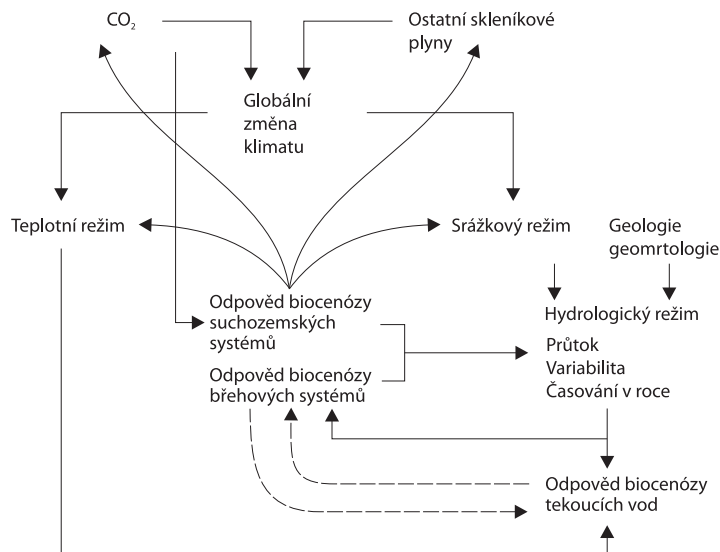 CO₂
Ostatní skleníkové
plyny
Globální
změna
klimatu
Teplotní režim
Srážkový režim
Geologie
geomrtologie
Odpověd biocenózy
suchozemských
systémů
Hydrologický režim
Průtok
Variabilita
Časování v roce
Odpověd biocenózy
břehových systémů
Odpověd biocenózy
tekoucích vod